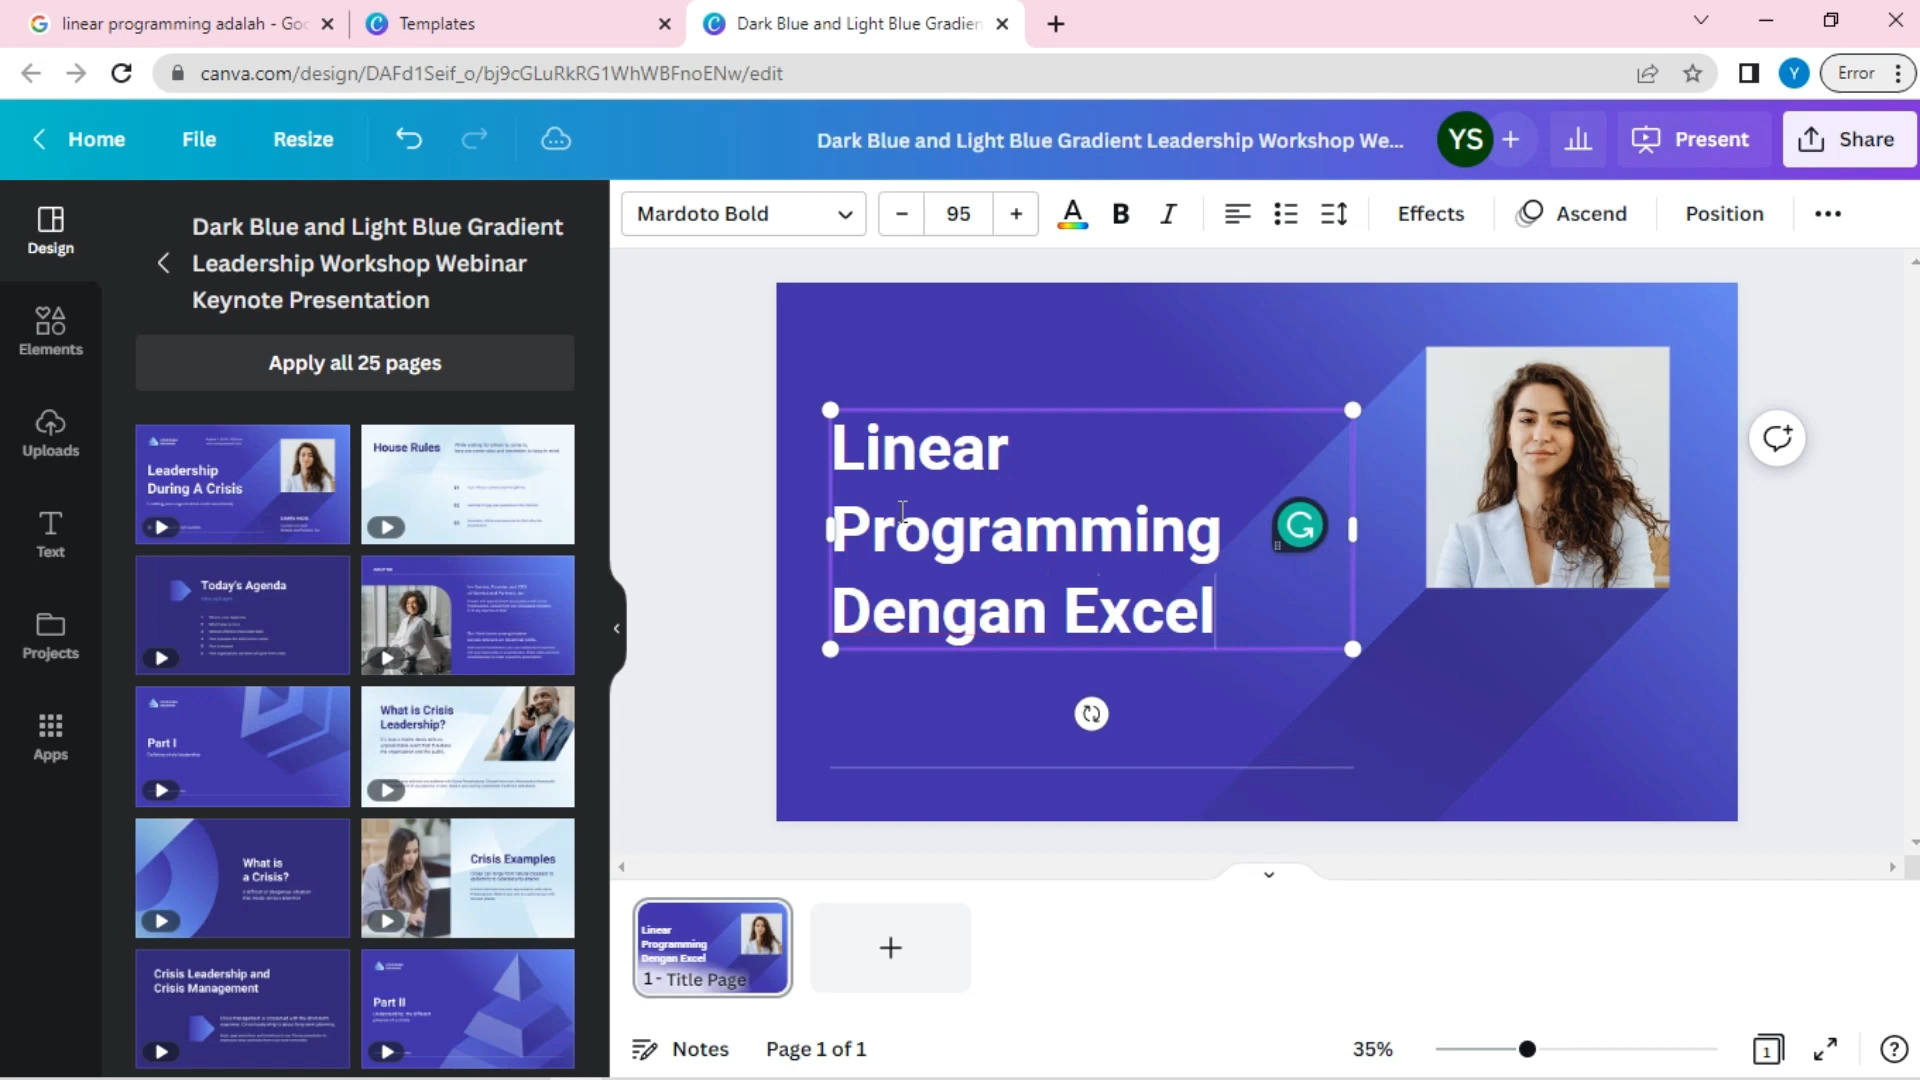 linear programming adalah - Goo
Templates
Dark Blue and Light Blue Gradien
canva.com/design/DAFd1Seif_o/bj9cGLuRkRG1WhWBFnoENw/edit
Y
Error
Home
File
Resize
Dark Blue and Light Blue Gradient Leadership Workshop We...
YS
+
Present
Share
Mardoto Bold
– 95 +
A
B
I
Effects
Ascend
Position
Design
Elements
Uploads
Text
Projects
Apps
Dark Blue and Light Blue Gradient
Leadership Workshop Webinar
Keynote Presentation
Apply all 25 pages
Leadership
During A Crisis
House Rules
Today's Agenda
Part I
What is Crisis
Leadership?
What is
a Crisis?
Crisis Examples
Crisis Leadership and
Crisis Management
Part II
Linear
Programming
Dengan Excel
Linear
Programming
Dengan Excel
1 - Title Page
Notes
Page 1 of 1
35%
1